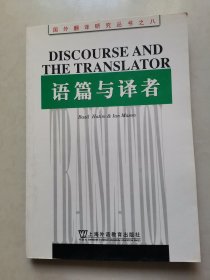 国外翻译研究丛书之八
DISCOURSE AND
THE TRANSLATOR
语篇与译者
Basil Hatim & Ian Mason
上海外语教育出版社